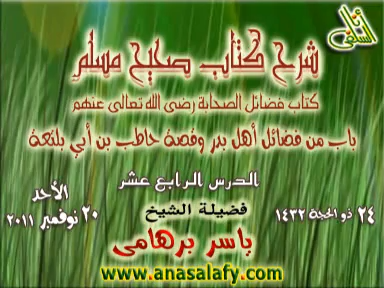 أنا السلفي
شرح كتاب صحيح مسلم
كتاب فضائل الصحابة رضى الله تعالى عنهم
باب من فضائل أهل بدر وقصة حاطب بن أبي بلتعة
الدرس الرابع عشر
٢٤ ذو الحجة ١٤٣٢
فضيلة الشيخ
الأحد
٢٠ نوفمبر ٢٠١١
ياسر برهامى
www.anasalafy.com